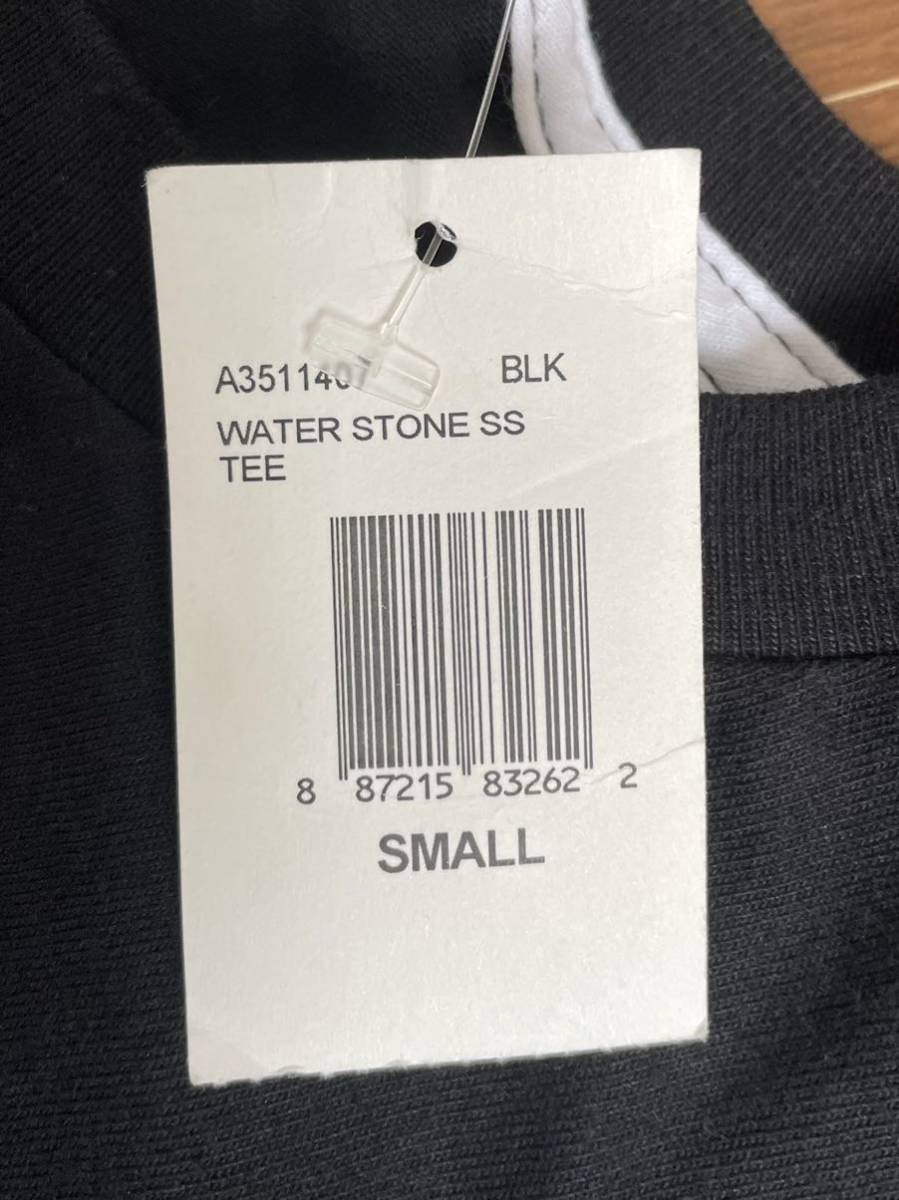 BLK
WATER STONE SS
TEE
8 87215 83262 2
SMALL